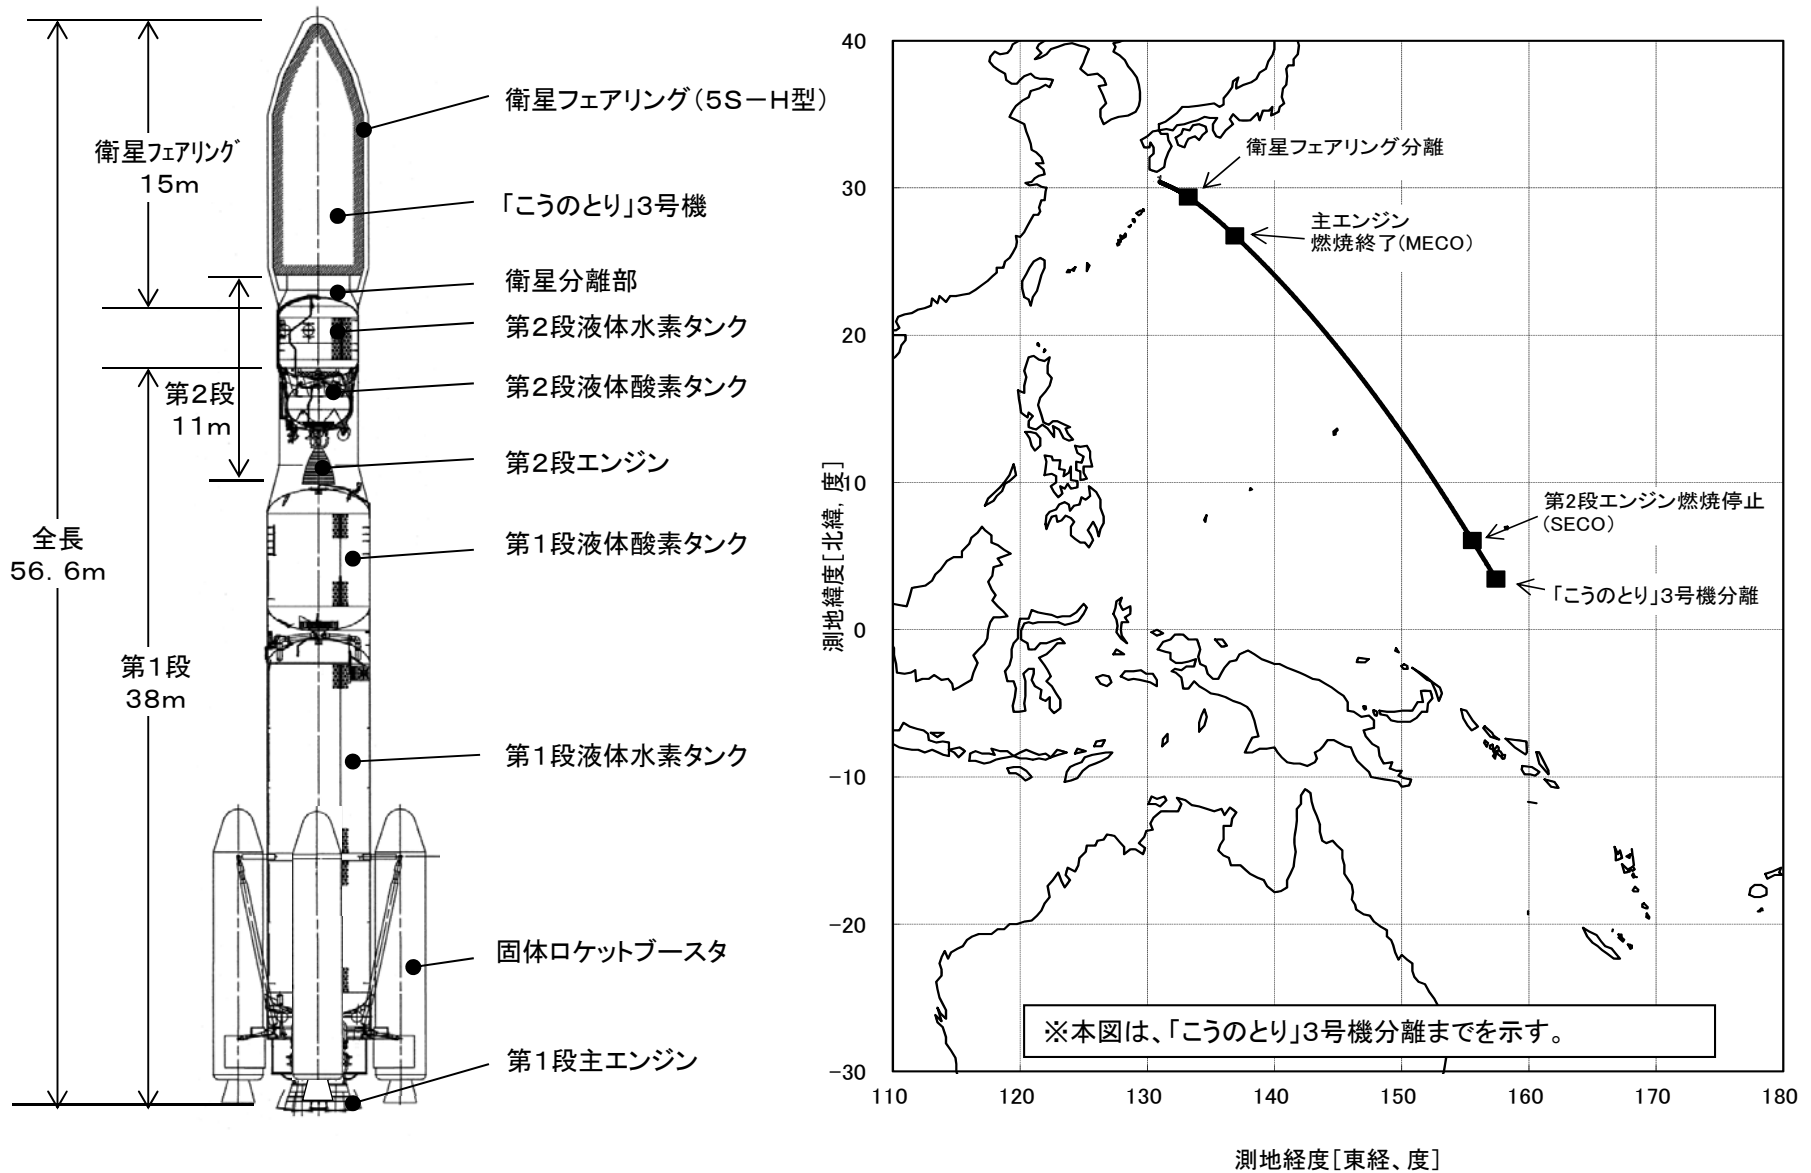 衛星フェアリング
15m
第2段
11m
全長
56.6m
第1段
38m
衛星フェアリング(5S-H型)
「こうのとり」3号機
衛星分離部
第2段液体水素タンク
第2段液体酸素タンク
第2段エンジン
第1段液体酸素タンク
第1段液体水素タンク
固体ロケットブースタ
第1段主エンジン
40
30
20
10
0
-10
-20
-30
測地緯度[北緯,度]
衛星フェアリング分離
主エンジン
燃焼終了(MECO)
第2段エンジン燃焼停止
(SECO)
「こうのとり」3号機分離
※本図は、「こうのとり」3号機分離までを示す。
110 120 130 140 150 160 170 180
測地経度[東経、度]